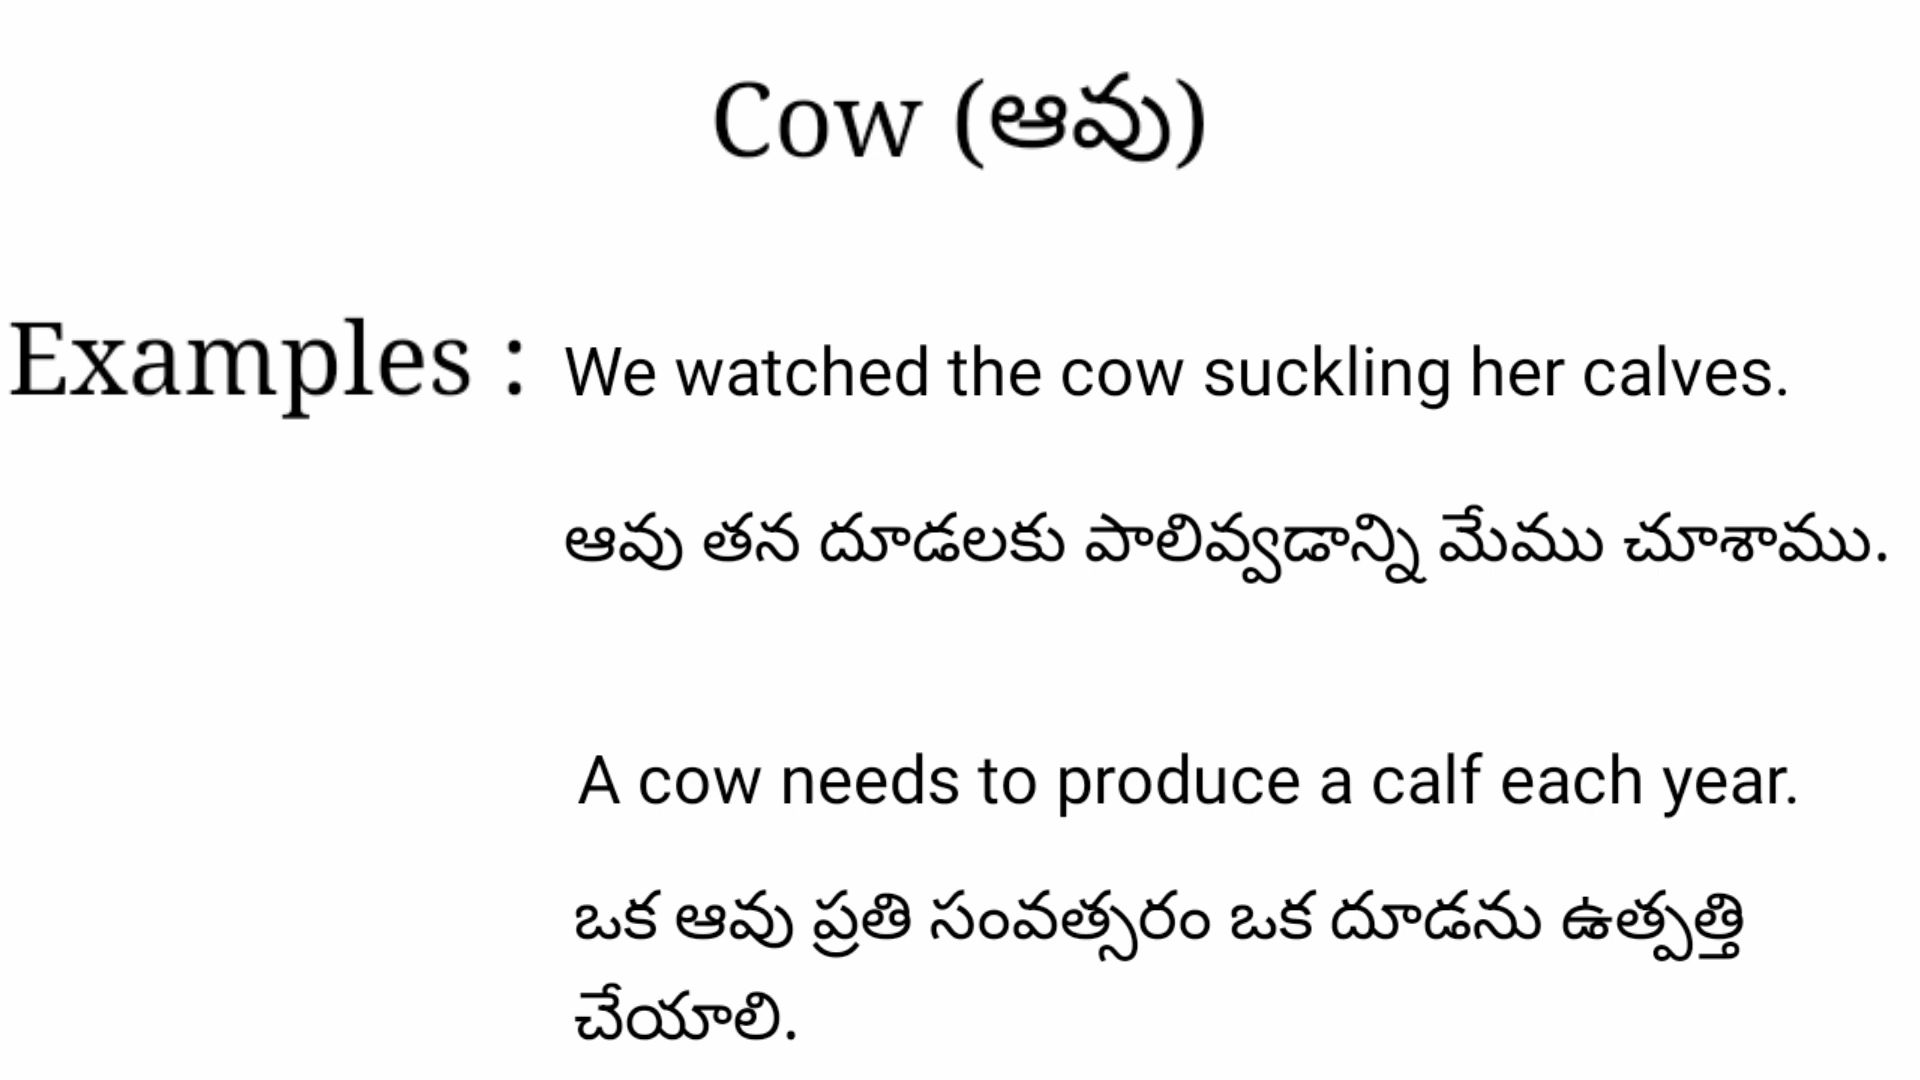 Cow (ఆవు)
Examples : We watched the cow suckling her calves.
ఆవు తన దూడలకు పాలివ్వడాన్ని మేము చూశాము.
A cow needs to produce a calf each year.
ఒక ఆవు ప్రతి సంవత్సరం ఒక దూడను ఉత్పత్తి
చేయాలి.